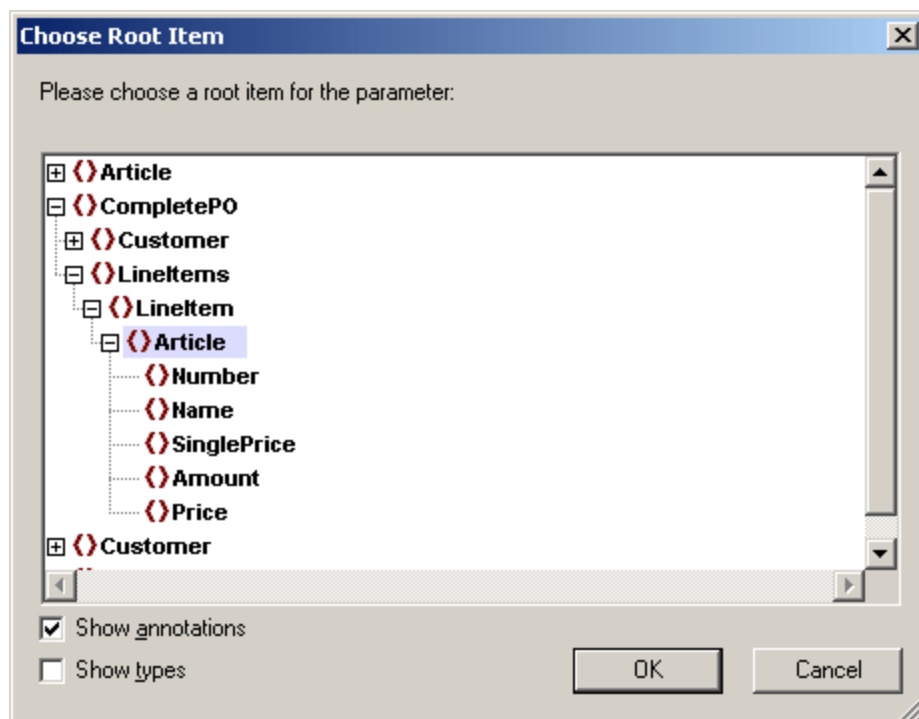 Choose Root Item
Please choose a root item for the parameter:
Article
CompletePO
Customer
LineItems
LineItem
Article
Number
Name
SinglePrice
Amount
Price
Customer
Show annotations
Show types
OK
Cancel